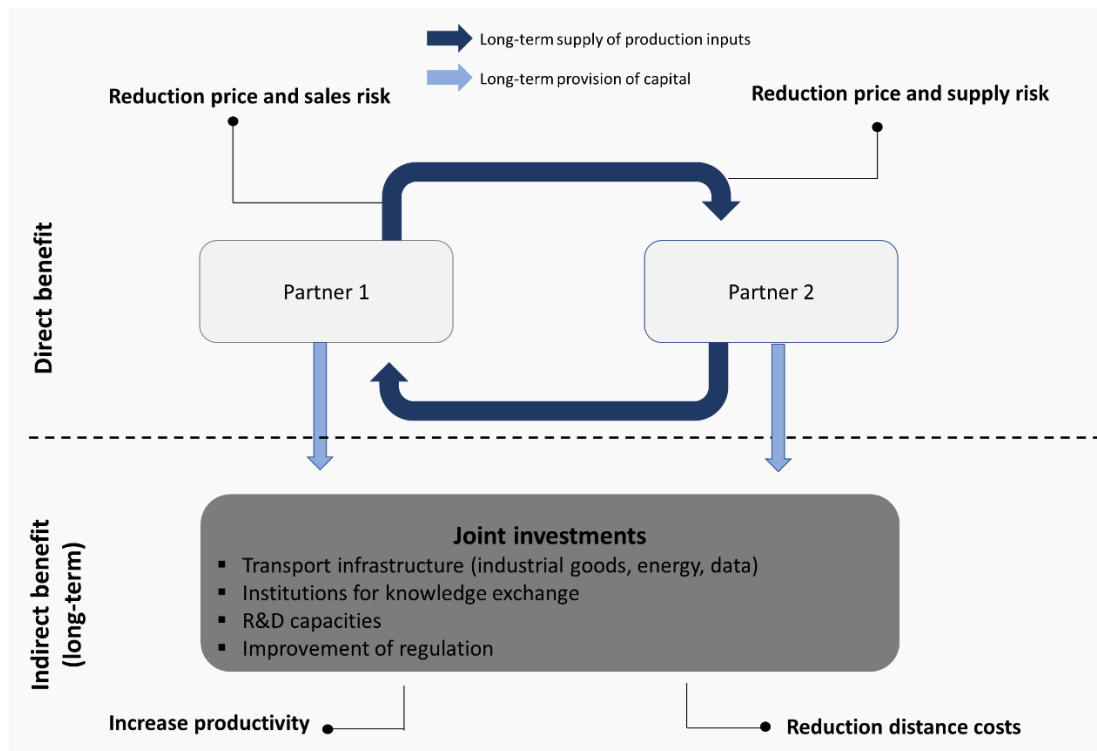 Long-term supply of production inputs
Long-term provision of capital
Reduction price and sales risk
Reduction price and supply risk
Direct benefit
Partner 1
Partner 2
Indirect benefit
(long-term)
Joint investments
▪ Transport infrastructure (industrial goods, energy, data)
▪ Institutions for knowledge exchange
▪ R&D capacities
▪ Improvement of regulation
Increase productivity
Reduction distance costs